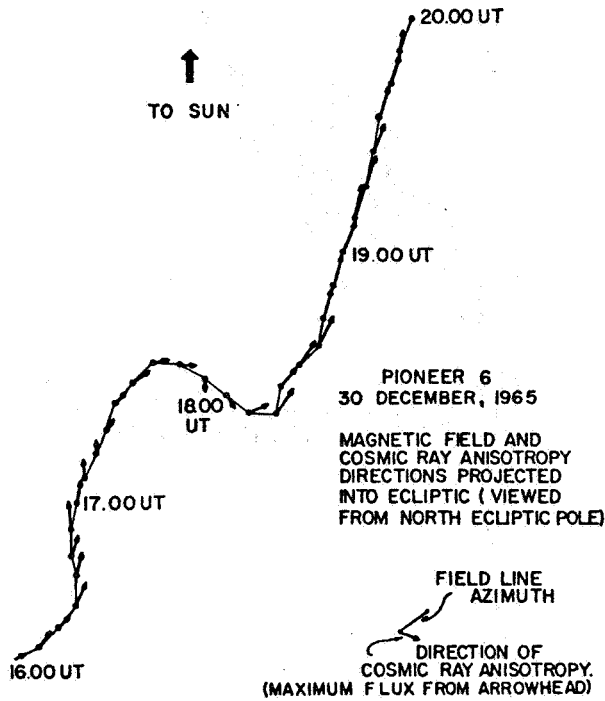 20.00 UT
TO SUN
19.00 UT
PIONEER 6
30 DECEMBER, 1965
18.00
UT
MAGNETIC FIELD AND
COSMIC RAY ANISOTROPY
DIRECTIONS PROJECTED
INTO ECLIPTIC (VIEWED
FROM NORTH ECLIPTIC POLE)
17.00 UT
FIELD LINE
AZIMUTH
DIRECTION OF
COSMIC RAY ANISOTROPY.
(MAXIMUM FLUX FROM ARROWHEAD)
16.00 UT